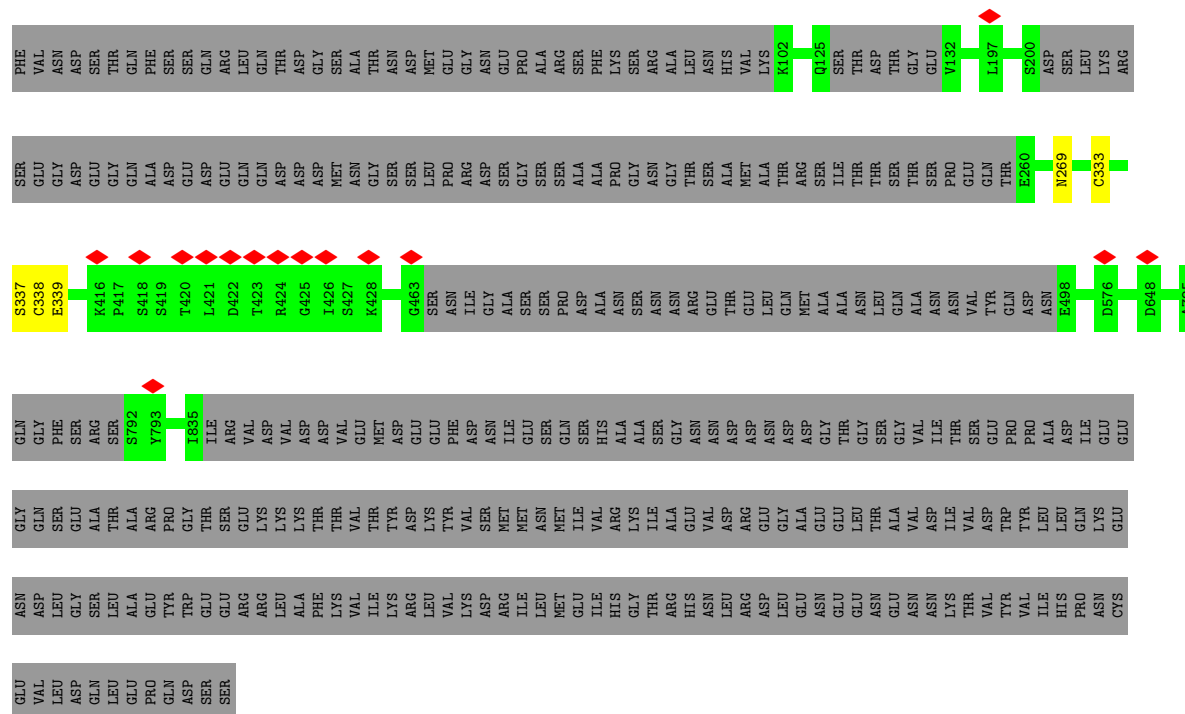 PHE VAL ASN ASP SER THR GLN PHE SER SER GLN ARG LEU GLN THR ASP GLY SER ALA THR ASN ASP MET GLU GLY ASN GLU PRO ALA ARG SER PHE LYS SER ARG ALA LEU ASN HIS VAL LYS K102 Q125 SER THR ASP THR GLY GLU V132 L197 S200 ASP SER LEU LYS ARG
SER GLU GLY ASP GLU GLY GLN ALA ASP GLU ASP GLU GLN GLN ASP ASP ASP MET ASN GLY SER SER LEU PRO ARG ASP SER GLY SER SER ALA ALA PRO GLY ASN GLY THR SER ALA MET ALA THR ARG SER ILE THR THR SER THR SER PRO GLU GLN THR E260 N269 C333
S337 C338 E339 K416 P417 S418 S419 T420 L421 D422 T423 R424 G425 I426 S427 K428 G463 SER ASN ILE GLY ALA SER SER PRO ASP ALA ASN SER ASN ASN ARG GLU THR GLU LEU GLN MET ALA ALA ASN LEU GLN ALA ASN ASN VAL TYR GLN ASP ASN E498 D576 D648
GLN GLY PHE SER ARG SER S792 Y793 I835 ILE ARG VAL ASP VAL ASP ASP VAL GLU MET ASP GLU GLU PHE ASP ASN ILE GLU SER GLN SER HIS ALA ALA SER GLY ASN ASN ASP ASP ASN ASP ASP GLY THR GLY SER GLY VAL ILE THR SER GLU PRO PRO ALA ASP ILE GLU GLU
GLY GLN SER GLU ALA THR ALA ARG PRO GLY THR SER GLU LYS LYS LYS THR THR VAL THR TYR ASP LYS TYR VAL SER MET MET ASN MET ILE VAL ARG LYS ILE ALA GLU VAL ASP ARG GLU GLY ALA GLU GLU LEU THR ALA VAL ASP ILE VAL ASP TRP TYR LEU LEU GLN LYS GLU
ASN ASP LEU GLY SER LEU ALA GLU TYR TRP GLU GLU ARG ARG LEU ALA PHE LYS VAL ILE LYS ARG LEU VAL LYS ASP ARG ILE LEU MET GLU ILE HIS GLY THR ARG HIS ASN LEU ARG ASP LEU GLU ASN GLU GLU ASN GLU ASN ASN LYS THR VAL TYR VAL ILE HIS PRO ASN CYS
GLU VAL LEU ASP GLN LEU GLU PRO GLN ASP SER SER